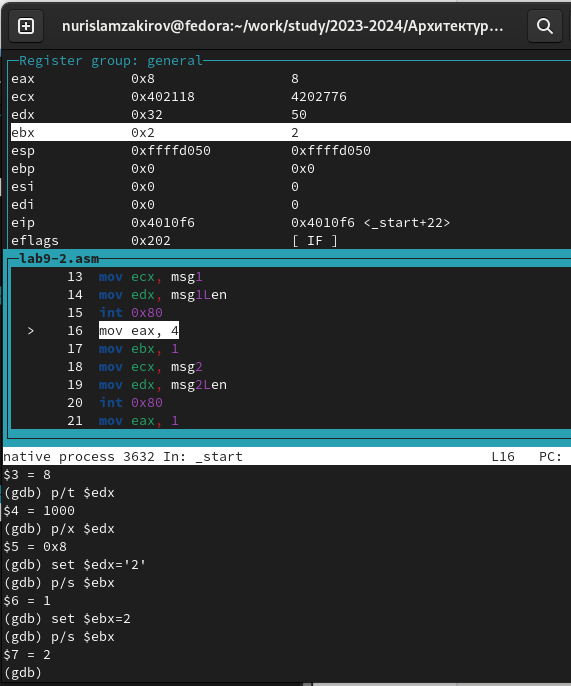 nurislamzakirov@fedora:~/work/study/2023-2024/Архитектур...
Register group: general
eax 0x8 8
ecx 0x402118 4202776
edx 0x32 50
ebx 0x2 2
esp 0xffffd050 0xffffd050
ebp 0x0 0x0
esi 0x0 0
edi 0x0 0
eip 0x4010f6 0x4010f6 <_start+22>
eflags 0x202 [ IF ]
lab9-2.asm
13 mov ecx, msg1
14 mov edx, msg1Len
15 int 0x80
> 16 mov eax, 4
17 mov ebx, 1
18 mov ecx, msg2
19 mov edx, msg2Len
20 int 0x80
21 mov eax, 1
native process 3632 In: _start L16 PC:
$3 = 8
(gdb) p/t $edx
$4 = 1000
(gdb) p/x $edx
$5 = 0x8
(gdb) set $edx='2'
(gdb) p/s $ebx
$6 = 1
(gdb) set $ebx=2
(gdb) p/s $ebx
$7 = 2
(gdb)